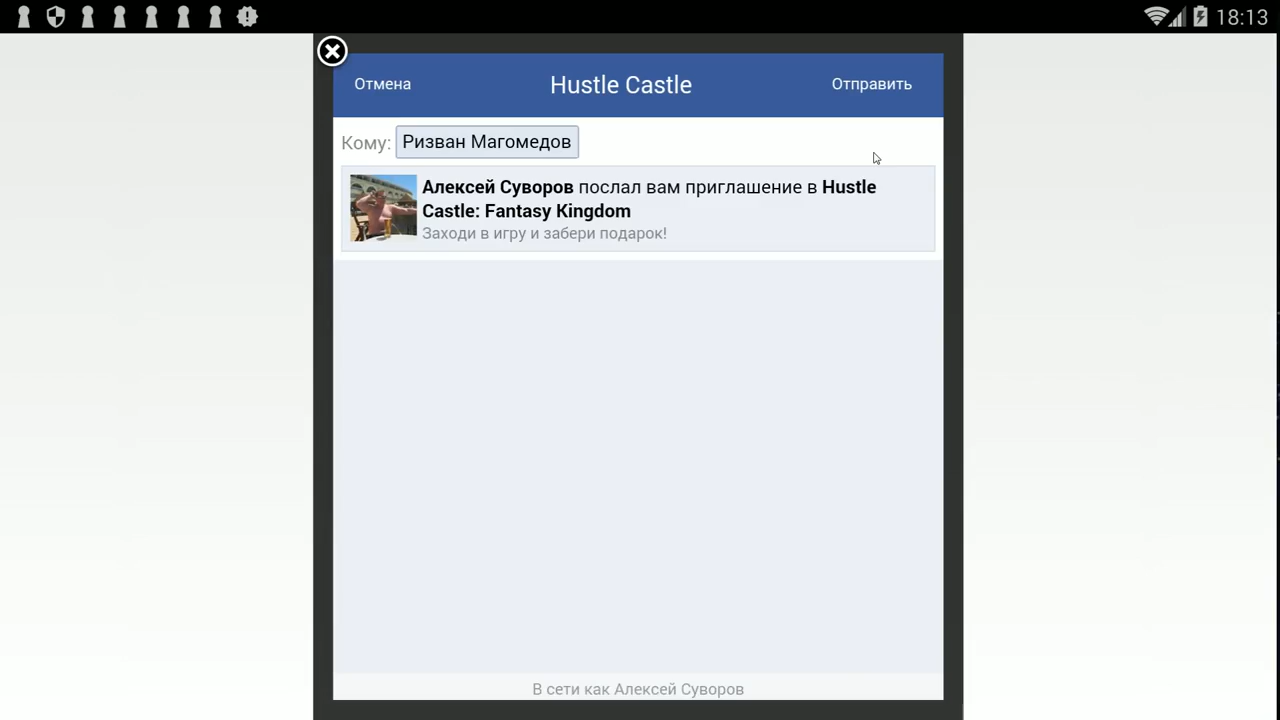 18:13
Отмена Hustle Castle Отправить
Кому: Ризван Магомедов
Алексей Суворов послал вам приглашение в Hustle
Castle: Fantasy Kingdom
Заходи в игру и забери подарок!
В сети как Алексей Суворов